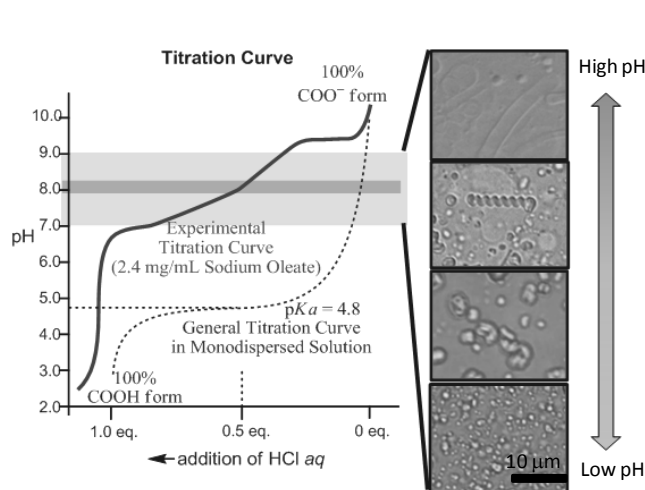 Titration Curve
100%
COO⁻ form
High pH
10.0
9.0
8.0
7.0
pH
6.0
5.0
4.0
3.0
2.0
Experimental
Titration Curve
(2.4 mg/mL Sodium Oleate)
pKa = 4.8
General Titration Curve
in Monodispersed Solution
100%
COOH form
1.0 eq.
0.5 eq.
0 eq.
addition of HCl aq
10 μm
Low pH